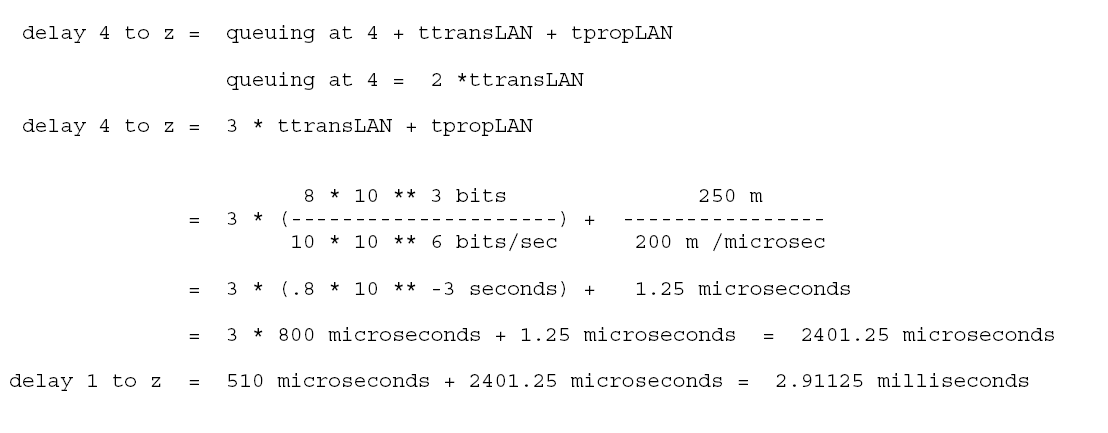 delay 4 to z = queuing at 4 + ttransLAN + tpropLAN
queuing at 4 = 2 *ttransLAN
delay 4 to z = 3 * ttransLAN + tpropLAN
8 * 10 ** 3 bits 250 m
= 3 * (---------------------) + ----------------
10 * 10 ** 6 bits/sec 200 m /microsec
= 3 * (.8 * 10 ** -3 seconds) + 1.25 microseconds
= 3 * 800 microseconds + 1.25 microseconds = 2401.25 microseconds
delay 1 to z = 510 microseconds + 2401.25 microseconds = 2.91125 milliseconds